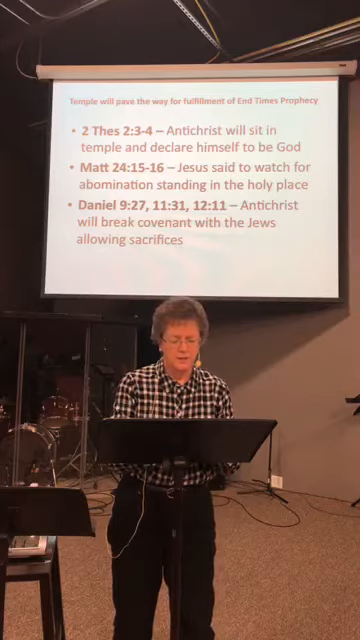 Temple will pave the way for fulfillment of End Times Prophecy
• 2 Thes 2:3-4 – Antichrist will sit in
temple and declare himself to be God
• Matt 24:15-16 – Jesus said to watch for
abomination standing in the holy place
• Daniel 9:27, 11:31, 12:11 – Antichrist
will break covenant with the Jews
allowing sacrifices